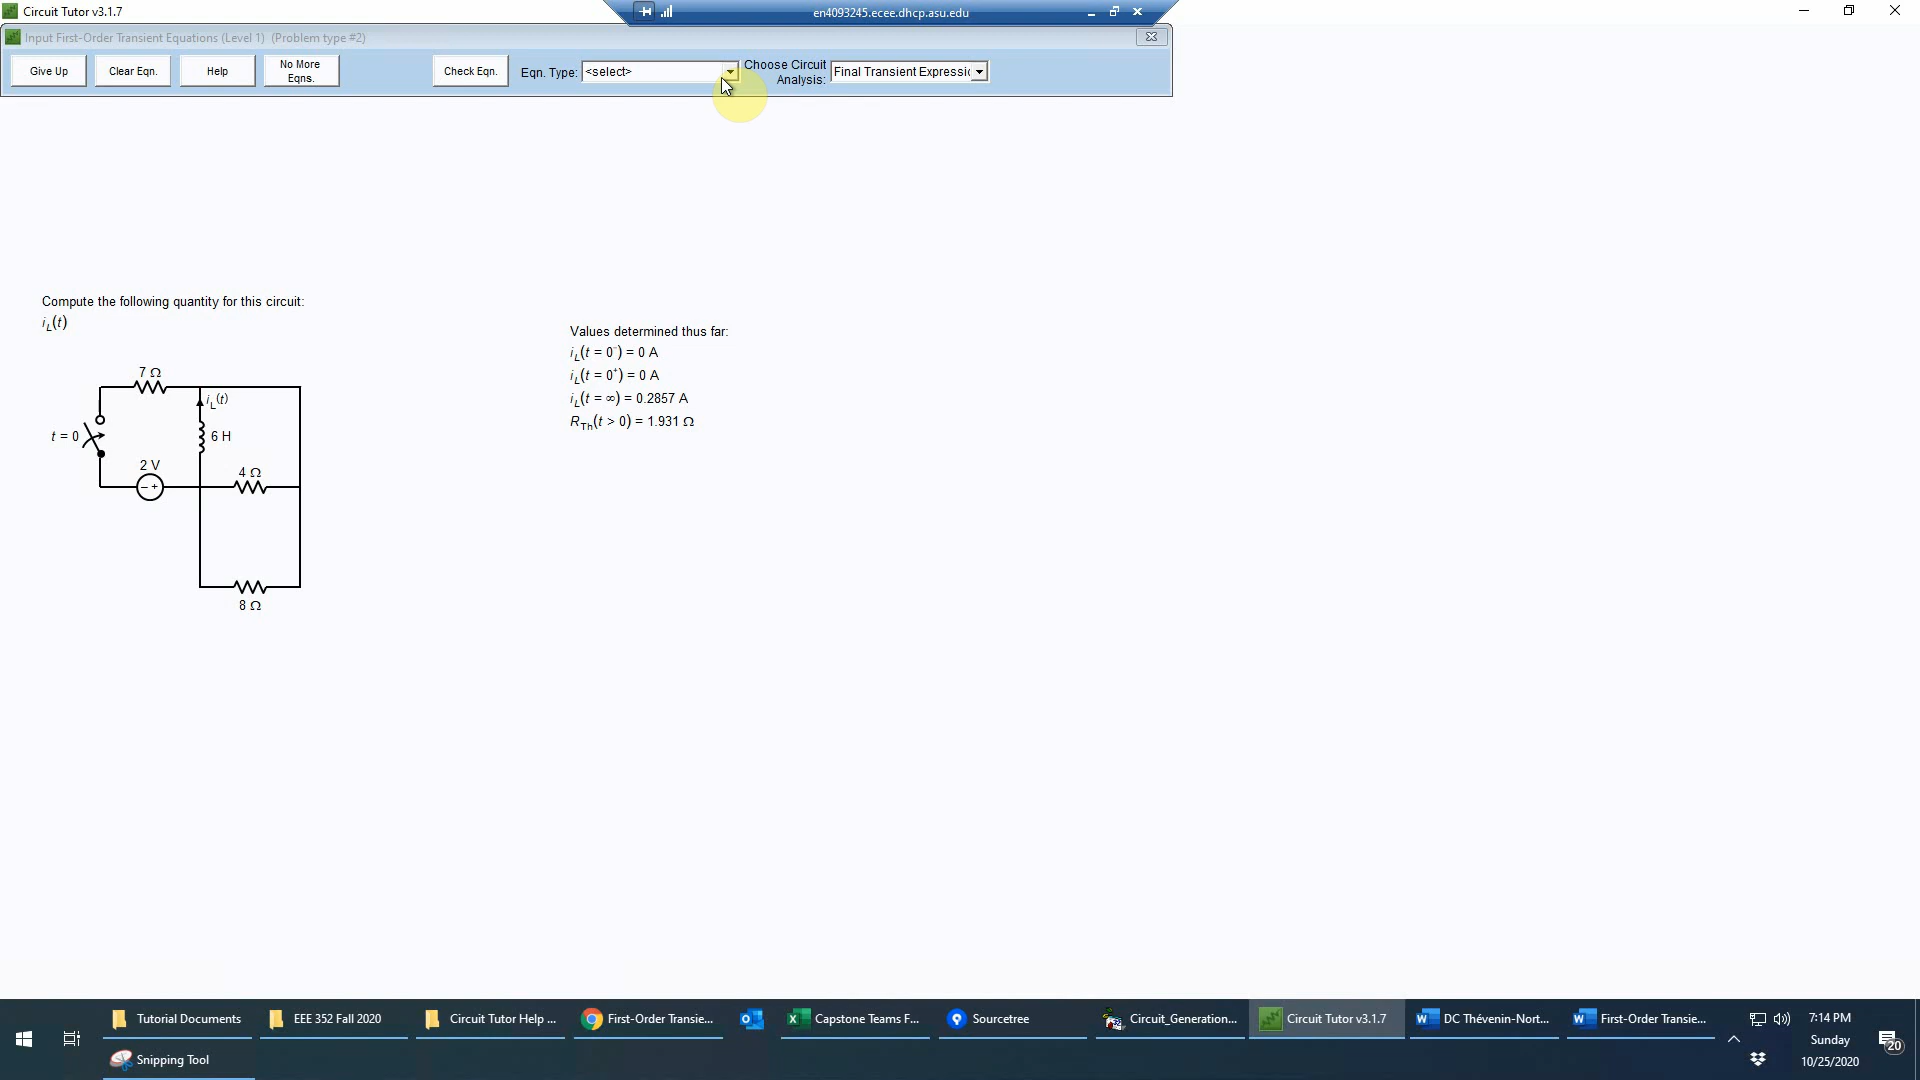 Circuit Tutor v3.1.7
en4093245.ecee.dhcp.asu.edu
Input First-Order Transient Equations (Level 1) (Problem type #2)
Give Up
Clear Eqn.
Help
No More
Eqns.
Check Eqn.
Eqn. Type:
<select>
Choose Circuit
Analysis:
Final Transient Expressi
Compute the following quantity for this circuit:
iL(t)
Values determined thus far:
iL(t = 0⁻) = 0 A
iL(t = 0⁺) = 0 A
iL(t = ∞) = 0.2857 A
RTh(t > 0) = 1.931 Ω
7 Ω
iL(t)
t = 0
6 H
2 V
4 Ω
− +
8 Ω
Tutorial Documents
EEE 352 Fall 2020
Circuit Tutor Help ...
First-Order Transie...
Capstone Teams F...
Sourcetree
Circuit_Generation...
Circuit Tutor v3.1.7
DC Thévenin-Nort...
First-Order Transie...
7:14 PM
Sunday
10/25/2020
20
Snipping Tool